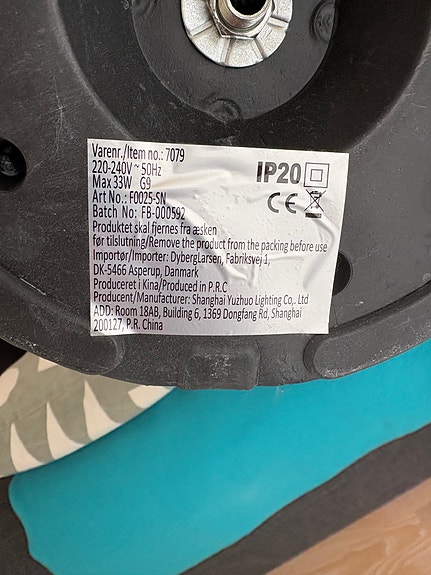 Varenr./Item no.: 7079
220-240V ~ 50Hz
Max 33W G9
Art No.: F0025-SN
Batch No: FB-000592
IP20
CE
Produktet skal fjernes fra æsken
før tilslutning/Remove the product from the packing before use
Importør/Importer: DybergLarsen, Fabriksvej 1,
DK-5466 Asperup, Danmark
Produceret i Kina/Produced in P.R.C
Producent/Manufacturer: Shanghai Yuzhuo Lighting Co,. Ltd
ADD: Room 18AB, Building 6, 1369 Dongfang Rd, Shanghai
200127, P.R. China